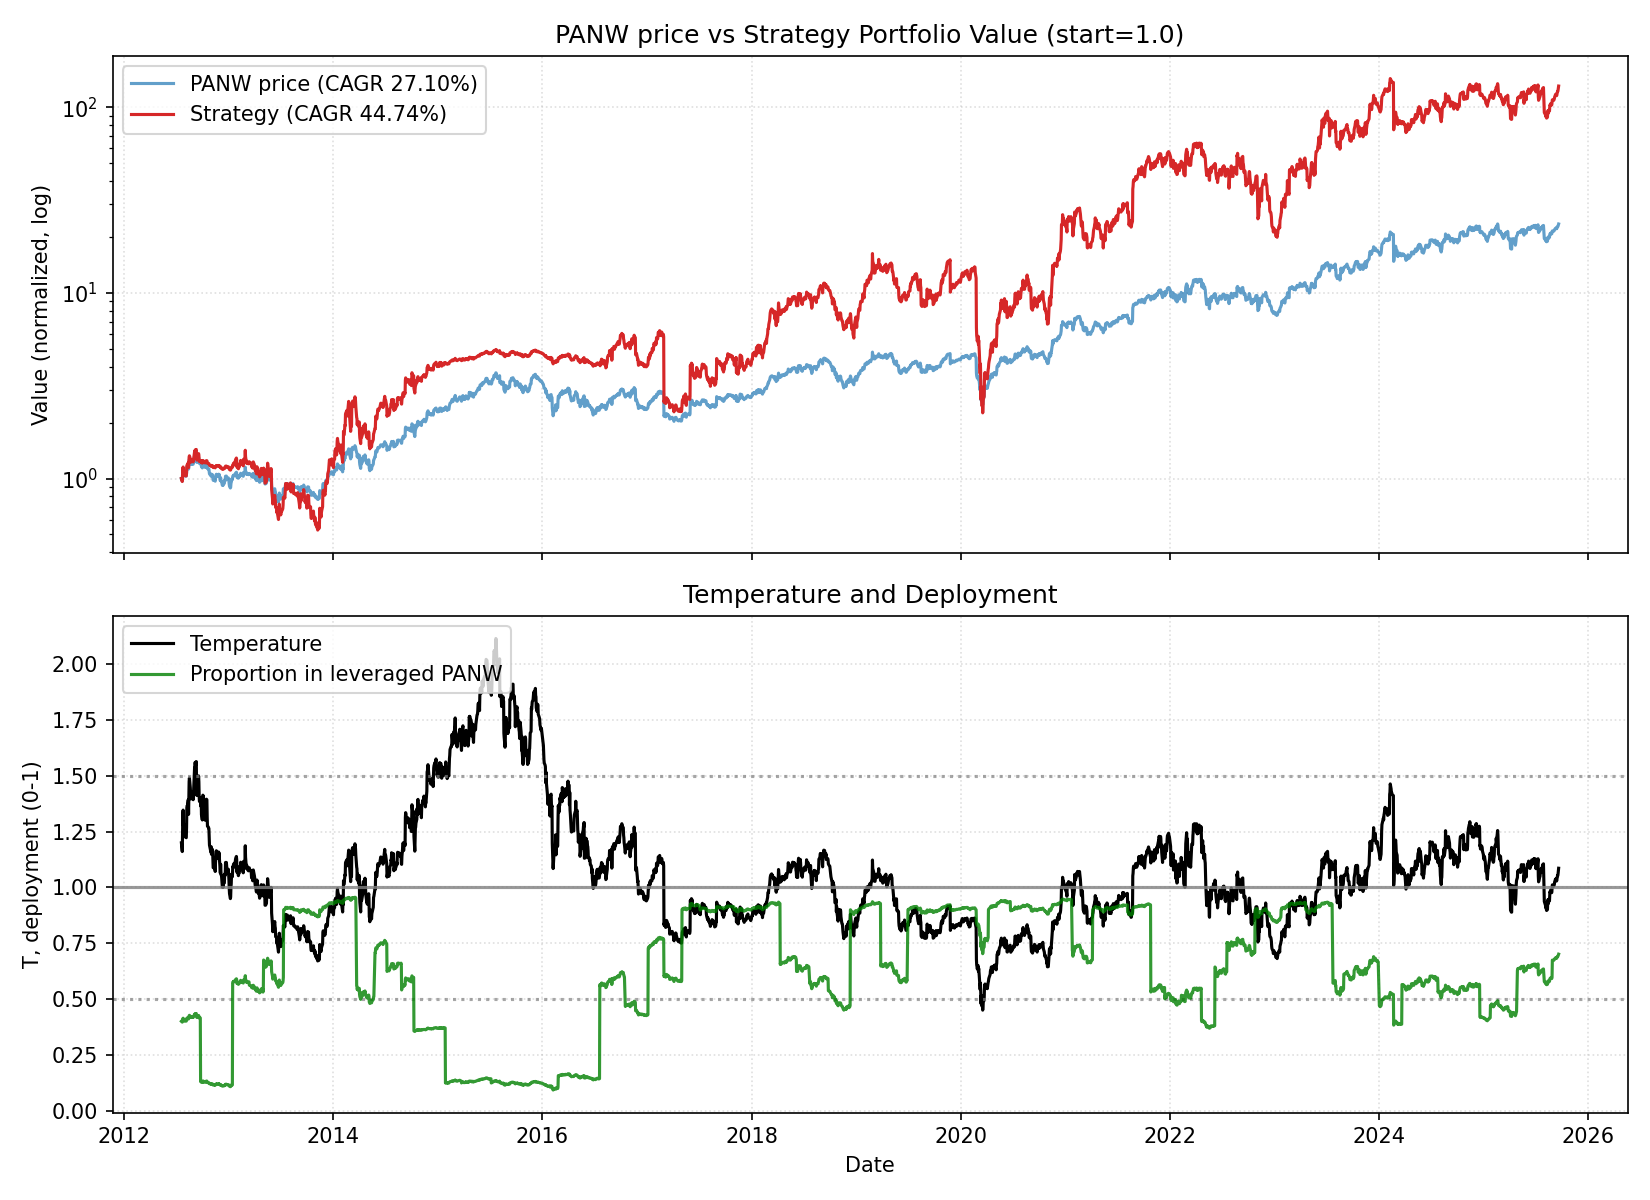 PANW price vs Strategy Portfolio Value (start=1.0)
PANW price (CAGR 27.10%)
Strategy (CAGR 44.74%)
Value (normalized, log)
10²
10¹
10⁰
Temperature and Deployment
Temperature
Proportion in leveraged PANW
T, deployment (0-1)
2.00
1.75
1.50
1.25
1.00
0.75
0.50
0.25
0.00
2012 2014 2016 2018 2020 2022 2024 2026
Date